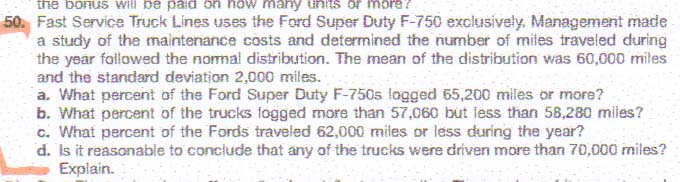 the bonus will be paid on how many units or more?
50. Fast Service Truck Lines uses the Ford Super Duty F-750 exclusively. Management made
a study of the maintenance costs and determined the number of miles traveled during
the year followed the normal distribution. The mean of the distribution was 60,000 miles
and the standard deviation 2,000 miles.
a. What percent of the Ford Super Duty F-750s logged 65,200 miles or more?
b. What percent of the trucks logged more than 57,060 but less than 58,280 miles?
c. What percent of the Fords traveled 62,000 miles or less during the year?
d. Is it reasonable to conclude that any of the trucks were driven more than 70,000 miles?
Explain.